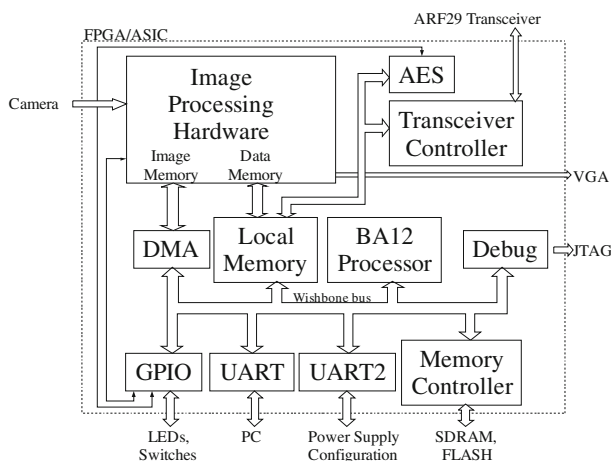 ARF29 Transceiver
FPGA/ASIC
Camera
Image
Processing
Hardware
Image
Memory
Data
Memory
AES
Transceiver
Controller
VGA
DMA
Local
Memory
BA12
Processor
Debug
JTAG
Wishbone bus
GPIO
UART
UART2
Memory
Controller
LEDs,
Switches
PC
Power Supply
Configuration
SDRAM,
FLASH